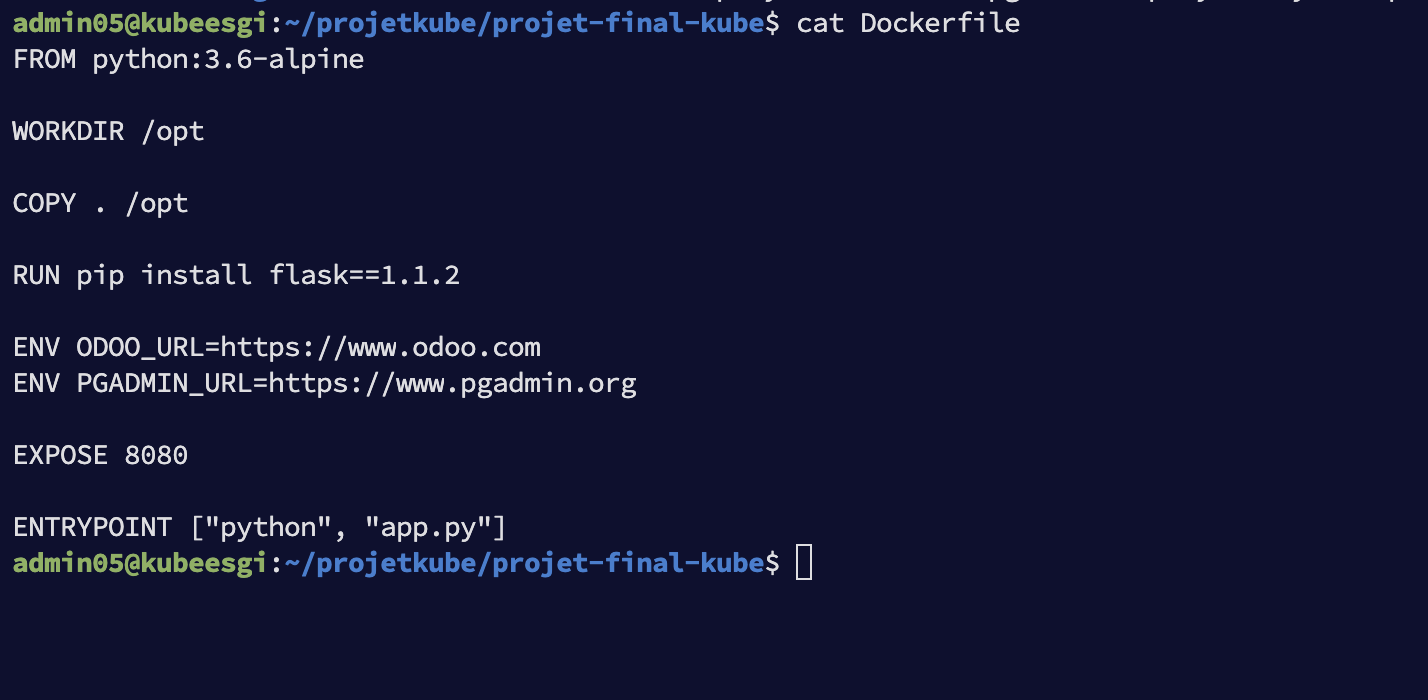 admin05@kubeesgi:~/projetkube/projet-final-kube$ cat Dockerfile
FROM python:3.6-alpine
WORKDIR /opt
COPY . /opt
RUN pip install flask==1.1.2
ENV ODOO_URL=https://www.odoo.com
ENV PGADMIN_URL=https://www.pgadmin.org
EXPOSE 8080
ENTRYPOINT ["python", "app.py"]
admin05@kubeesgi:~/projetkube/projet-final-kube$